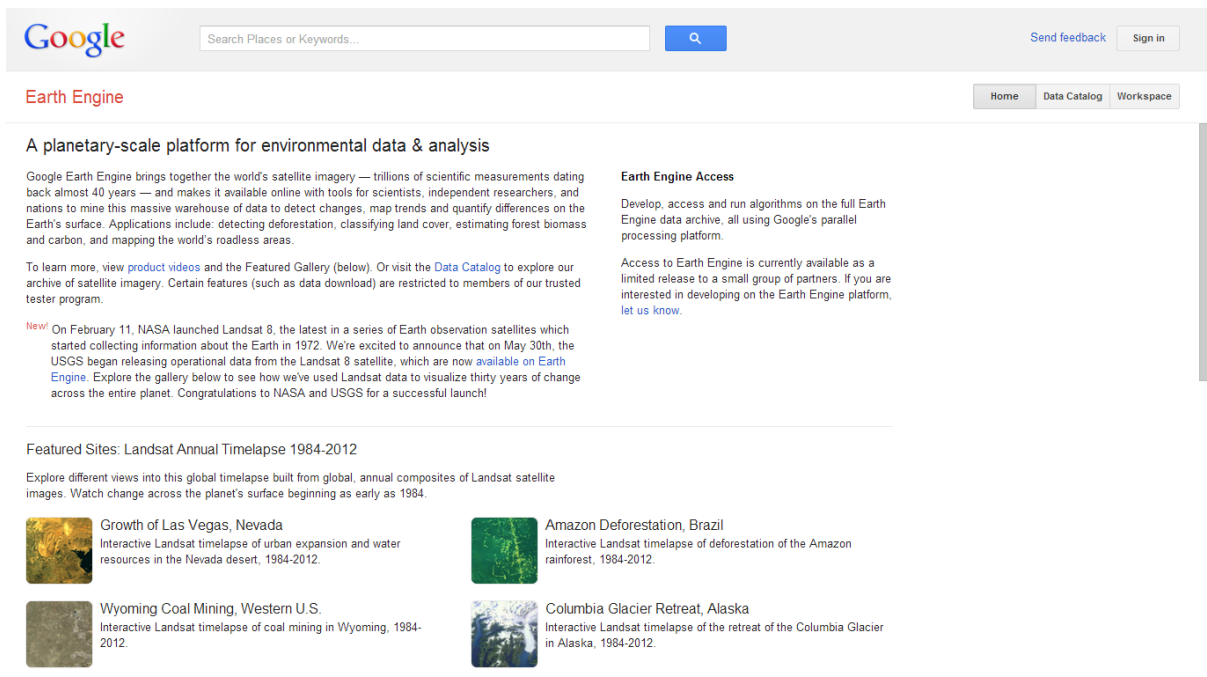 Google
Search Places or Keywords...
Send feedback
Sign in
Earth Engine
Home
Data Catalog
Workspace
A planetary-scale platform for environmental data & analysis
Google Earth Engine brings together the world's satellite imagery — trillions of scientific measurements dating
back almost 40 years — and makes it available online with tools for scientists, independent researchers, and
nations to mine this massive warehouse of data to detect changes, map trends and quantify differences on the
Earth's surface. Applications include: detecting deforestation, classifying land cover, estimating forest biomass
and carbon, and mapping the world's roadless areas.
To learn more, view product videos and the Featured Gallery (below). Or visit the Data Catalog to explore our
archive of satellite imagery. Certain features (such as data download) are restricted to members of our trusted
tester program.
New! On February 11, NASA launched Landsat 8, the latest in a series of Earth observation satellites which
started collecting information about the Earth in 1972. We're excited to announce that on May 30th, the
USGS began releasing operational data from the Landsat 8 satellite, which are now available on Earth
Engine. Explore the gallery below to see how we've used Landsat data to visualize thirty years of change
across the entire planet. Congratulations to NASA and USGS for a successful launch!
Earth Engine Access
Develop, access and run algorithms on the full Earth
Engine data archive, all using Google's parallel
processing platform.
Access to Earth Engine is currently available as a
limited release to a small group of partners. If you are
interested in developing on the Earth Engine platform,
let us know.
Featured Sites: Landsat Annual Timelapse 1984-2012
Explore different views into this global timelapse built from global, annual composites of Landsat satellite
images. Watch change across the planet's surface beginning as early as 1984.
Growth of Las Vegas, Nevada
Interactive Landsat timelapse of urban expansion and water
resources in the Nevada desert, 1984-2012.
Amazon Deforestation, Brazil
Interactive Landsat timelapse of deforestation of the Amazon
rainforest, 1984-2012.
Wyoming Coal Mining, Western U.S.
Interactive Landsat timelapse of coal mining in Wyoming, 1984-
2012.
Columbia Glacier Retreat, Alaska
Interactive Landsat timelapse of the retreat of the Columbia Glacier
in Alaska, 1984-2012.